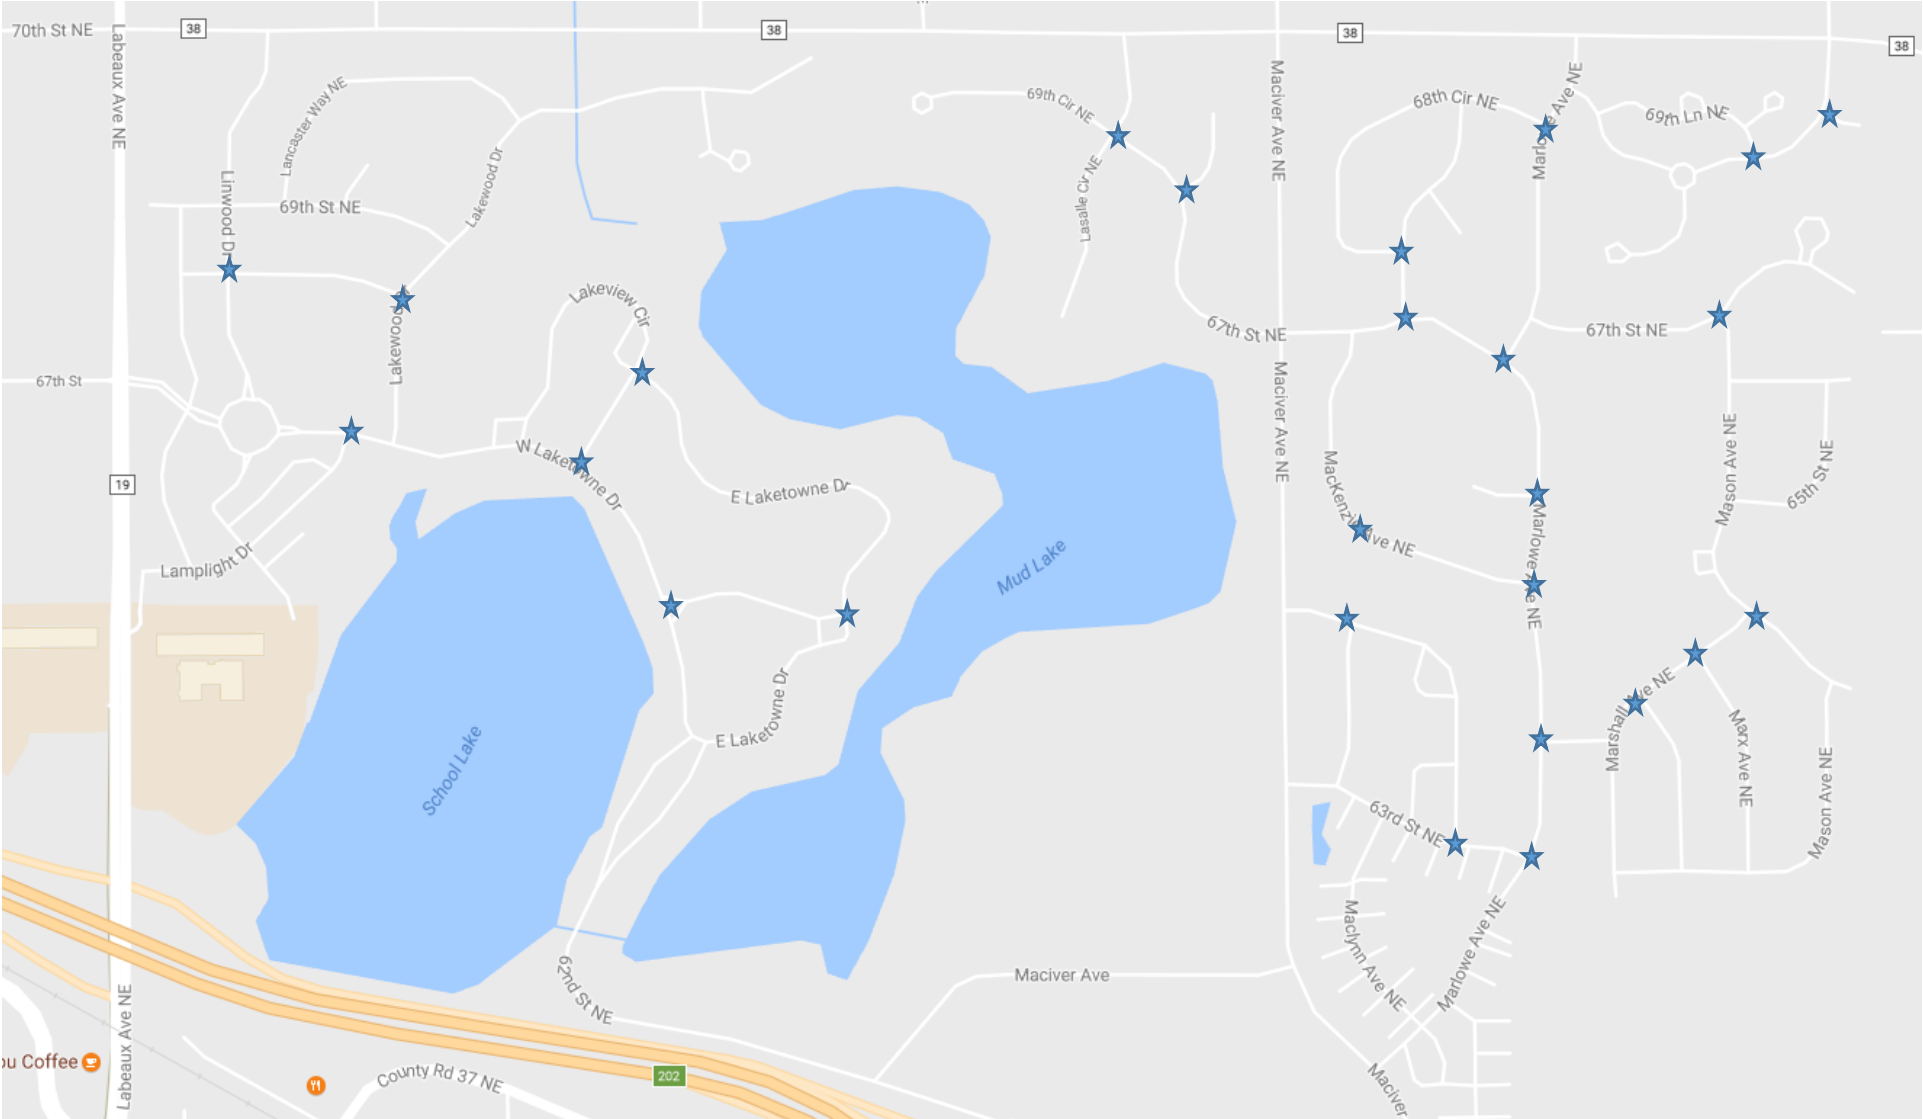 70th St NE
38
38
38
38
Labeaux Ave NE
Lancaster Way NE
69th Cir NE
Maciver Ave NE
68th Cir NE
Marlowe Ave NE
69th Ln NE
Linwood Dr
69th St NE
Lakewood Dr
Lasalle Cir NE
Lakeview Cir
67th St NE
67th St NE
Lakewood
67th St
Maciver Ave NE
W Laketowne Dr
E Laketowne Dr
MacKenzie Ave NE
Mason Ave NE
65th St NE
19
Marlowe Ave NE
Lamplight Dr
Mud Lake
Marshall Ave NE
E Laketowne Dr
Marx Ave NE
School Lake
Mason Ave NE
63rd St NE
Maclynn Ave NE
Marlowe Ave NE
62nd St NE
Maciver Ave
Labeaux Ave NE
ou Coffee
County Rd 37 NE
202
Maciver